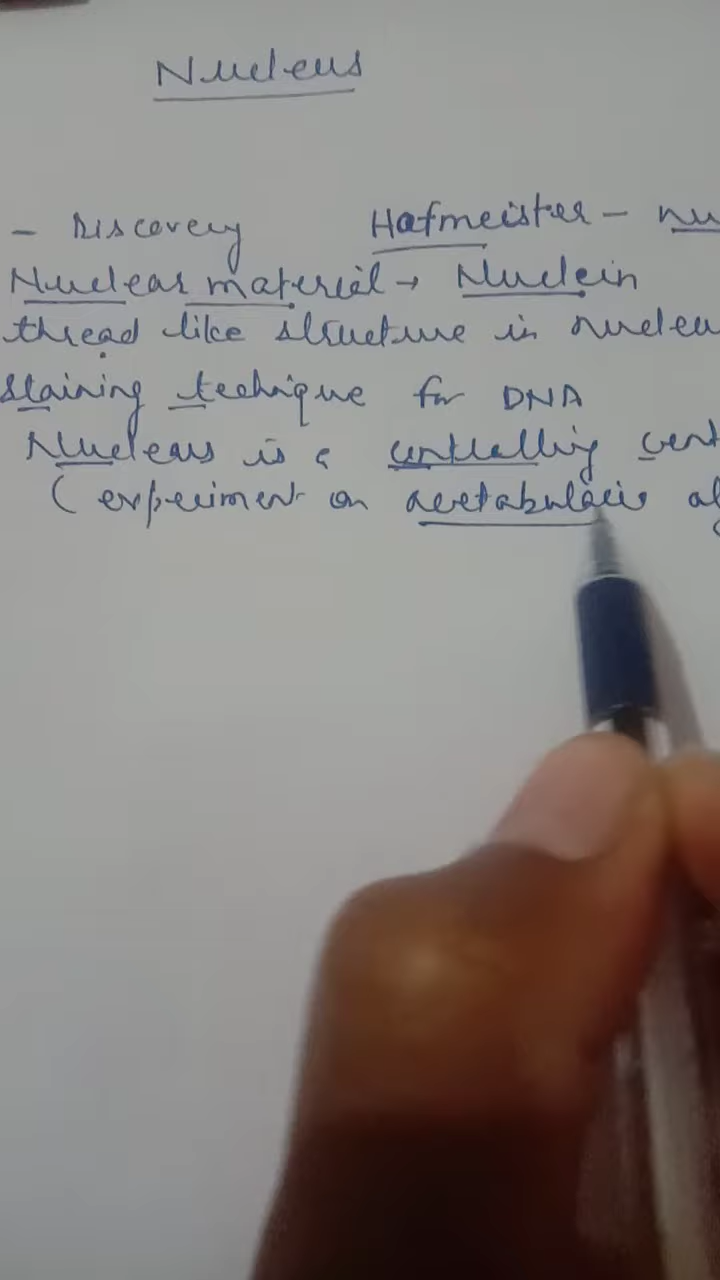 Nucleus
- Discovery Hofmeister - nu
Nuclear material → Nuclein
thread like structure in nucleu
staining technique for DNA
Nucleus is a controlling cent
(experiment on acetabularia al